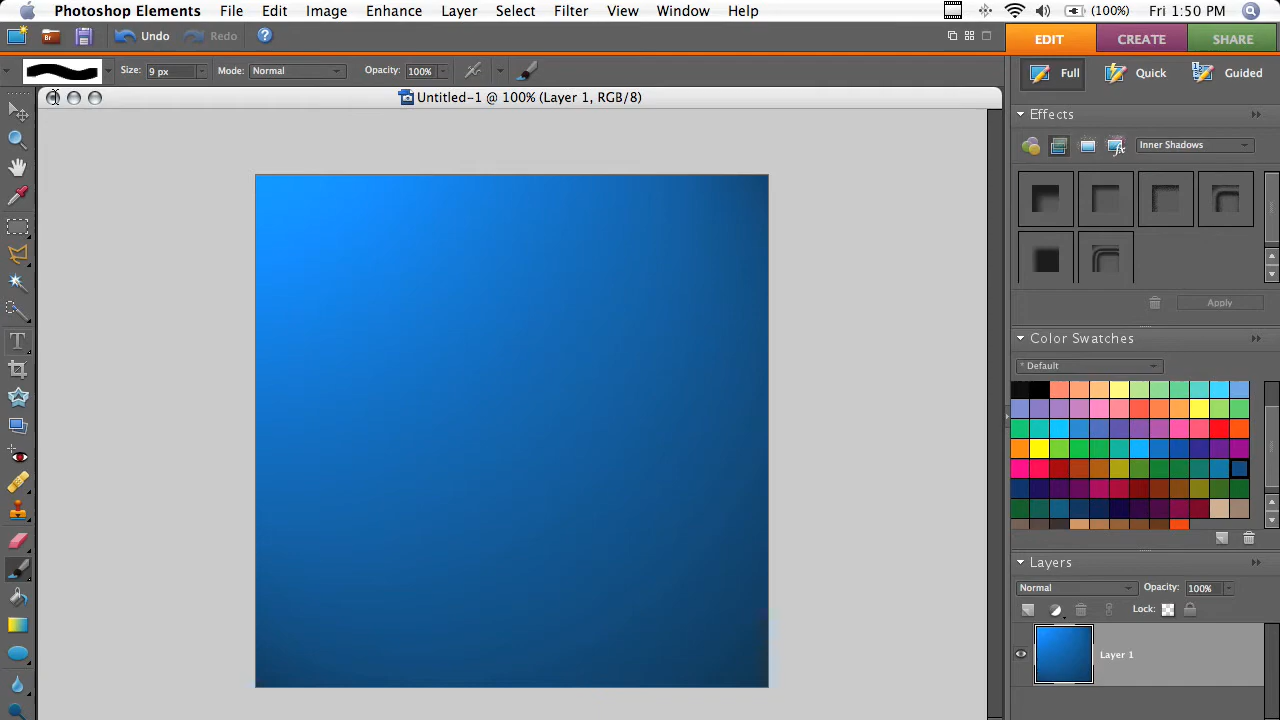 Photoshop Elements File Edit Image Enhance Layer Select Filter View Window Help (100%) Fri 1:50 PM
Br Undo Redo ? EDIT CREATE SHARE
Size: 9 px Mode: Normal Opacity: 100% Full Quick Guided
Untitled-1 @ 100% (Layer 1, RGB/8)
Effects
fx Inner Shadows
T
Apply
Color Swatches
* Default
Layers
Normal Opacity: 100%
Lock:
Layer 1